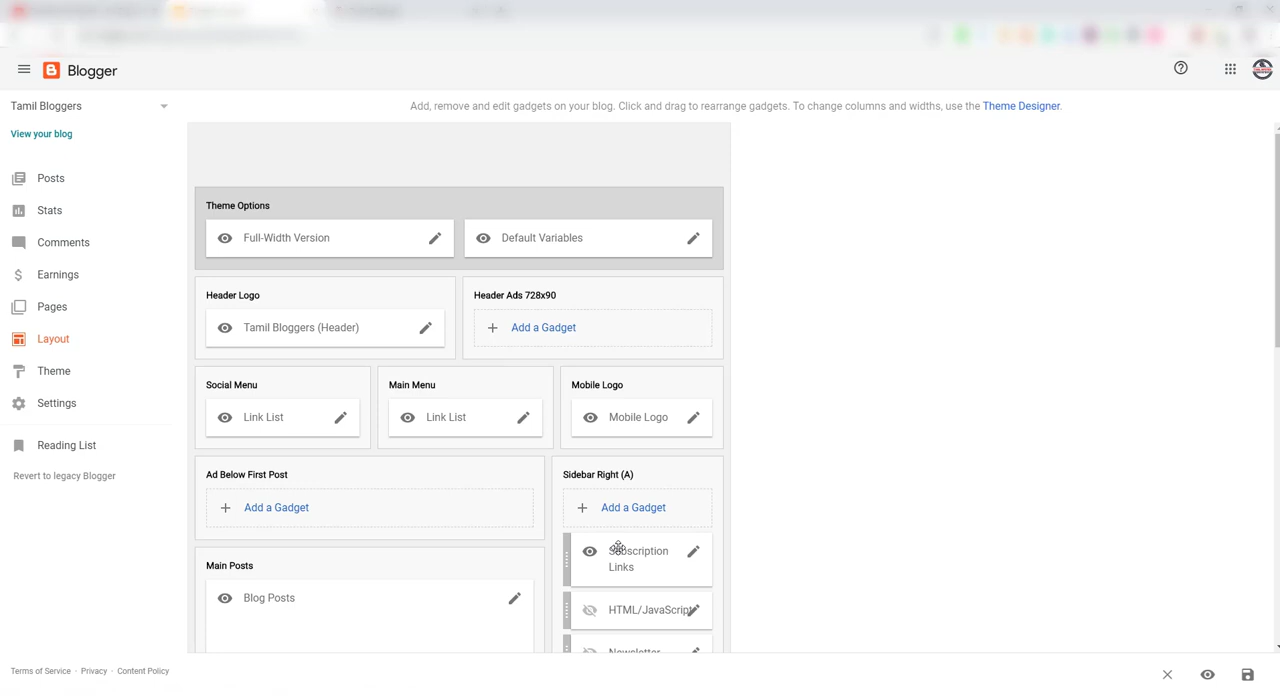 Blogger
Tamil Bloggers
Add, remove and edit gadgets on your blog. Click and drag to rearrange gadgets. To change columns and widths, use the Theme Designer.
View your blog
Posts
Stats
Comments
Earnings
Pages
Layout
Theme
Settings
Reading List
Revert to legacy Blogger
Theme Options
Full-Width Version
Default Variables
Header Logo
Header Ads 728x90
Tamil Bloggers (Header)
Add a Gadget
Social Menu
Main Menu
Mobile Logo
Link List
Link List
Mobile Logo
Ad Below First Post
Sidebar Right (A)
Add a Gadget
Add a Gadget
Subscription
Links
Main Posts
Blog Posts
HTML/JavaScript
Newsletter
Terms of Service · Privacy · Content Policy